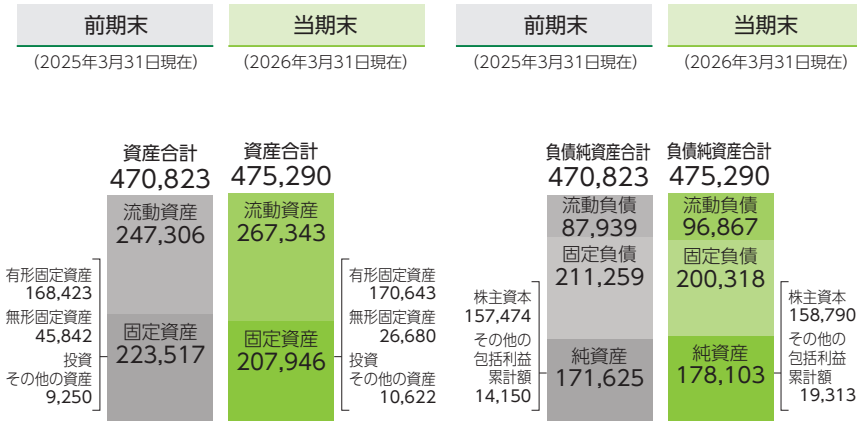 前期末
(2025年3月31日現在)
当期末
(2026年3月31日現在)
資産合計
470,823
流動資産
247,306
固定資産
223,517
有形固定資産
168,423
無形固定資産
45,842
投資
その他の資産
9,250
資産合計
475,290
流動資産
267,343
固定資産
207,946
有形固定資産
170,643
無形固定資産
26,680
投資
その他の資産
10,622
前期末
(2025年3月31日現在)
当期末
(2026年3月31日現在)
負債純資産合計
470,823
流動負債
87,939
固定負債
211,259
純資産
171,625
株主資本
157,474
その他の
包括利益
累計額
14,150
負債純資産合計
475,290
流動負債
96,867
固定負債
200,318
純資産
178,103
株主資本
158,790
その他の
包括利益
累計額
19,313